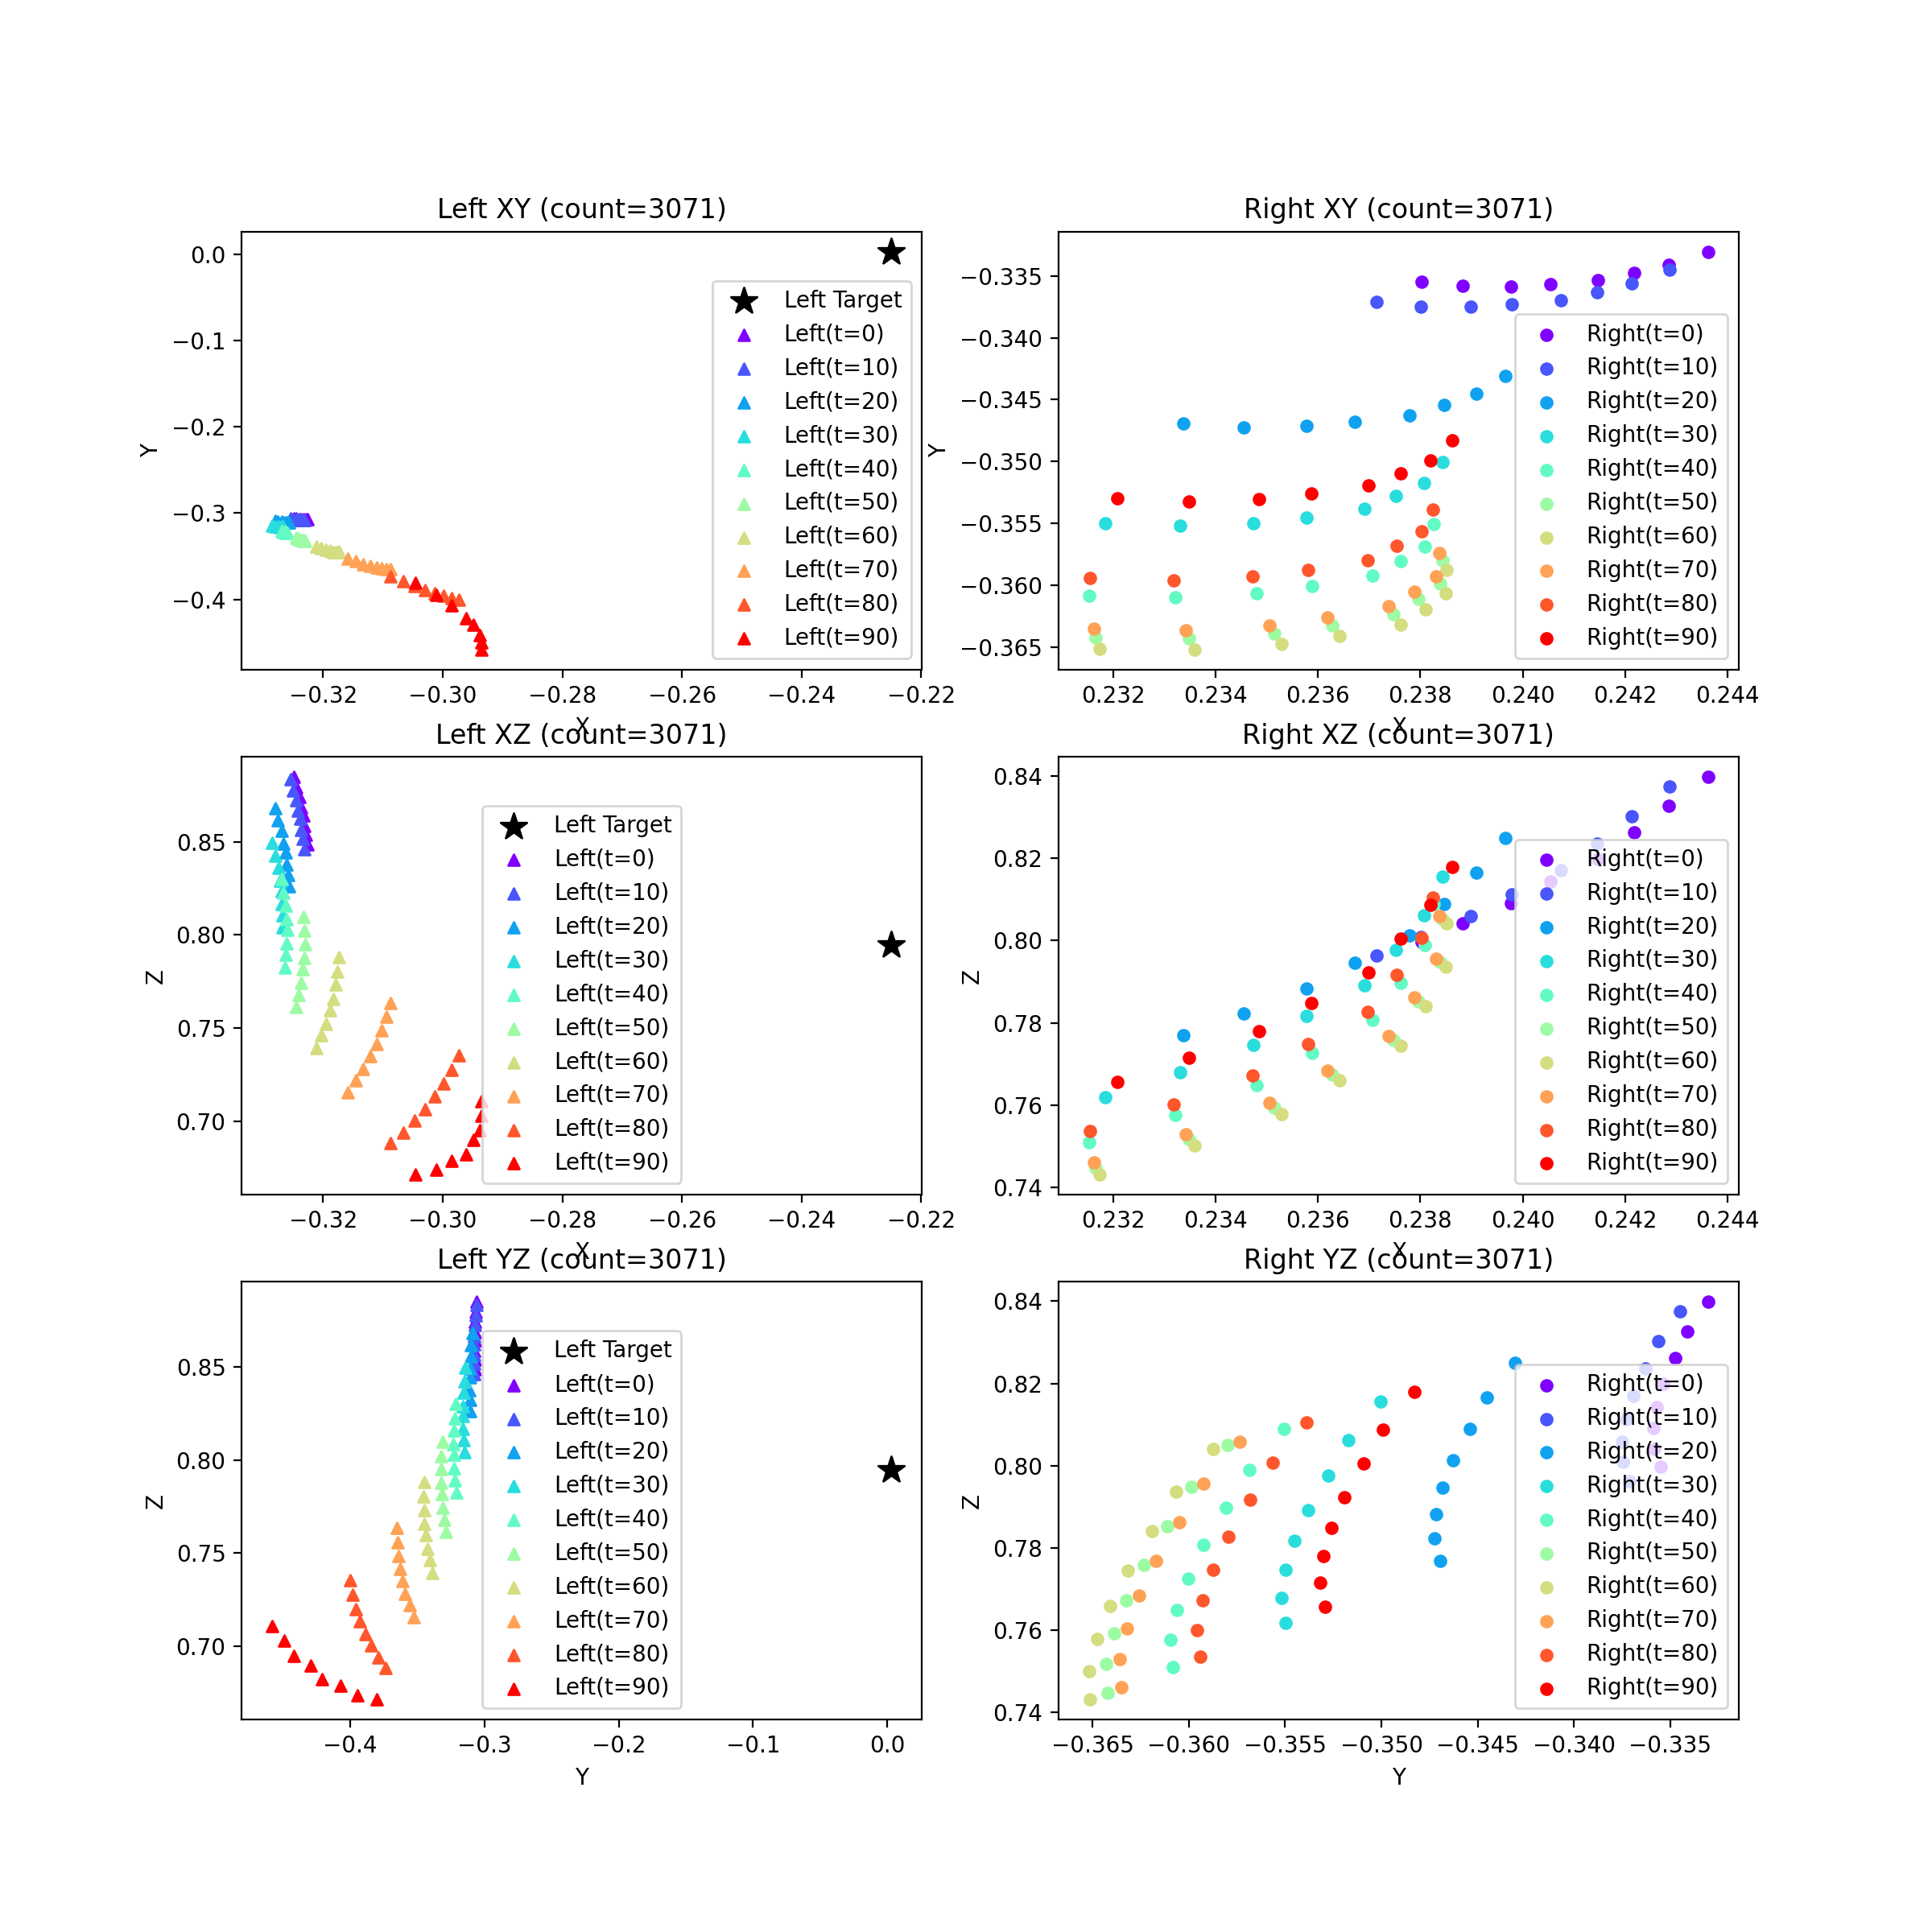 Left XY (count=3071)
0.0
−0.1
−0.2
−0.3
−0.4
Y
−0.32
−0.30
−0.28
−0.26
−0.24
−0.22
X
Left Target
Left(t=0)
Left(t=10)
Left(t=20)
Left(t=30)
Left(t=40)
Left(t=50)
Left(t=60)
Left(t=70)
Left(t=80)
Left(t=90)
Right XY (count=3071)
−0.335
−0.340
−0.345
−0.350
−0.355
−0.360
−0.365
Y
0.232
0.234
0.236
0.238
0.240
0.242
0.244
X
Right(t=0)
Right(t=10)
Right(t=20)
Right(t=30)
Right(t=40)
Right(t=50)
Right(t=60)
Right(t=70)
Right(t=80)
Right(t=90)
Left XZ (count=3071)
0.85
0.80
0.75
0.70
Z
−0.32
−0.30
−0.28
−0.26
−0.24
−0.22
X
Left Target
Left(t=0)
Left(t=10)
Left(t=20)
Left(t=30)
Left(t=40)
Left(t=50)
Left(t=60)
Left(t=70)
Left(t=80)
Left(t=90)
Right XZ (count=3071)
0.84
0.82
0.80
0.78
0.76
0.74
Z
0.232
0.234
0.236
0.238
0.240
0.242
0.244
X
Right(t=0)
Right(t=10)
Right(t=20)
Right(t=30)
Right(t=40)
Right(t=50)
Right(t=60)
Right(t=70)
Right(t=80)
Right(t=90)
Left YZ (count=3071)
0.85
0.80
0.75
0.70
Z
−0.4
−0.3
−0.2
−0.1
0.0
Y
Left Target
Left(t=0)
Left(t=10)
Left(t=20)
Left(t=30)
Left(t=40)
Left(t=50)
Left(t=60)
Left(t=70)
Left(t=80)
Left(t=90)
Right YZ (count=3071)
0.84
0.82
0.80
0.78
0.76
0.74
Z
−0.365
−0.360
−0.355
−0.350
−0.345
−0.340
−0.335
Y
Right(t=0)
Right(t=10)
Right(t=20)
Right(t=30)
Right(t=40)
Right(t=50)
Right(t=60)
Right(t=70)
Right(t=80)
Right(t=90)